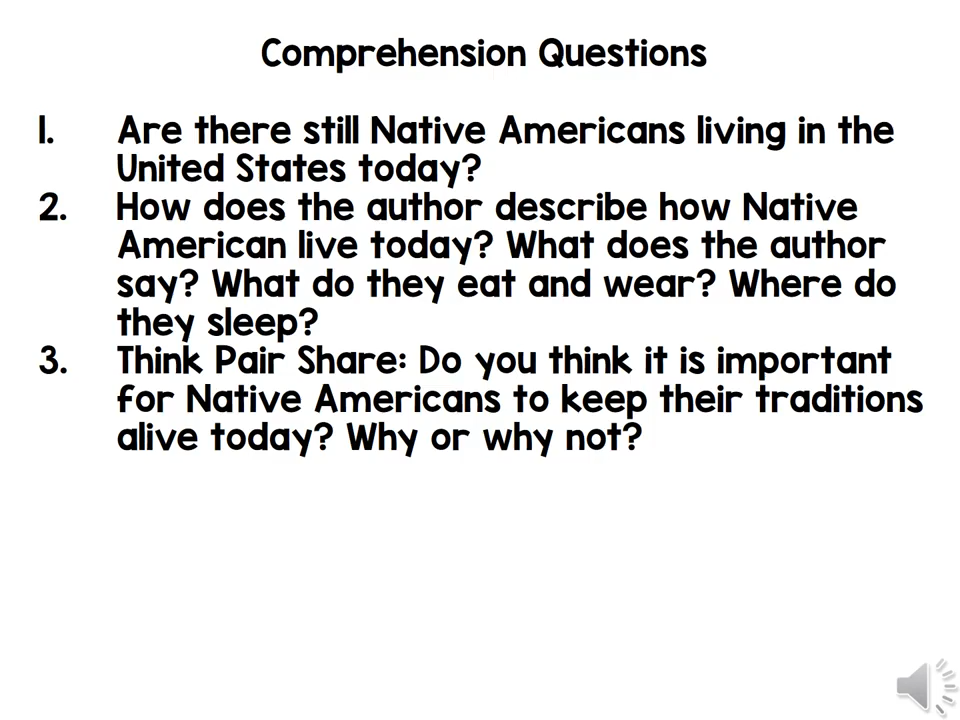 Comprehension Questions
1. Are there still Native Americans living in the
United States today?
2. How does the author describe how Native
American live today? What does the author
say? What do they eat and wear? Where do
they sleep?
3. Think Pair Share: Do you think it is important
for Native Americans to keep their traditions
alive today? Why or why not?